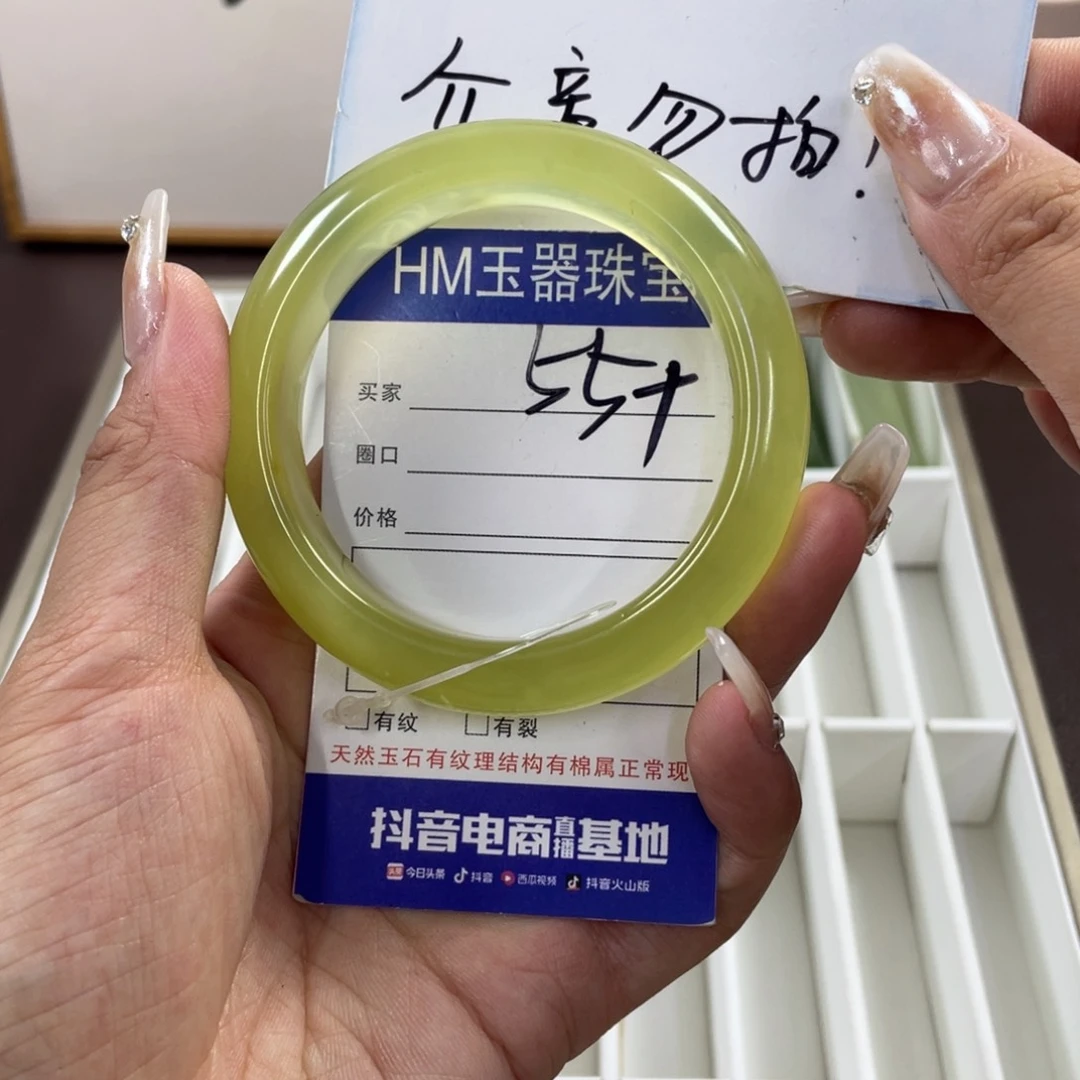 介意勿拍!
HM玉器珠宝
55+
买家
圈口
价格
有纹 有裂
天然玉石有纹理结构有棉属正常现
抖音电商直播基地
今日头条 抖音 西瓜视频 抖音火山版